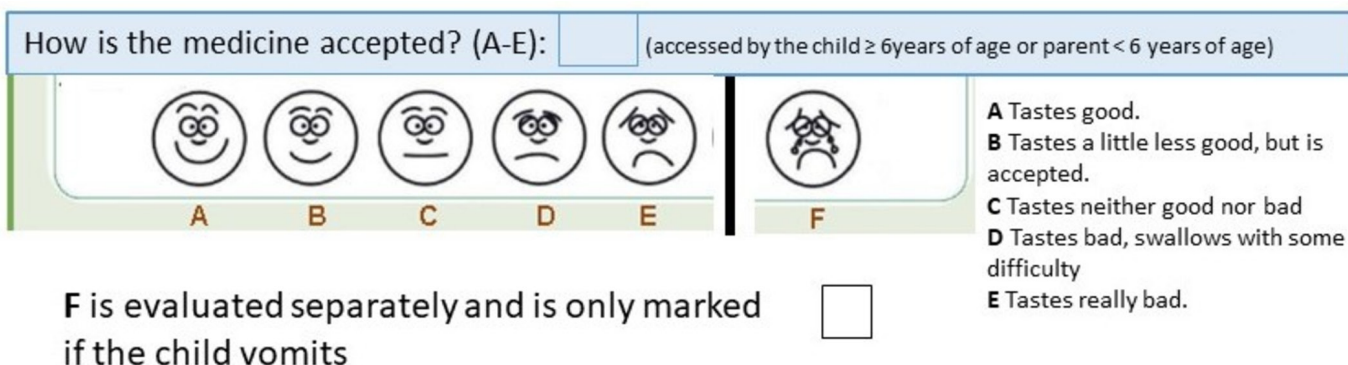 How is the medicine accepted? (A-E): (accessed by the child ≥ 6years of age or parent < 6 years of age)
A B C D E F
A Tastes good.
B Tastes a little less good, but is
accepted.
C Tastes neither good nor bad
D Tastes bad, swallows with some
difficulty
E Tastes really bad.
F is evaluated separately and is only marked
if the child vomits